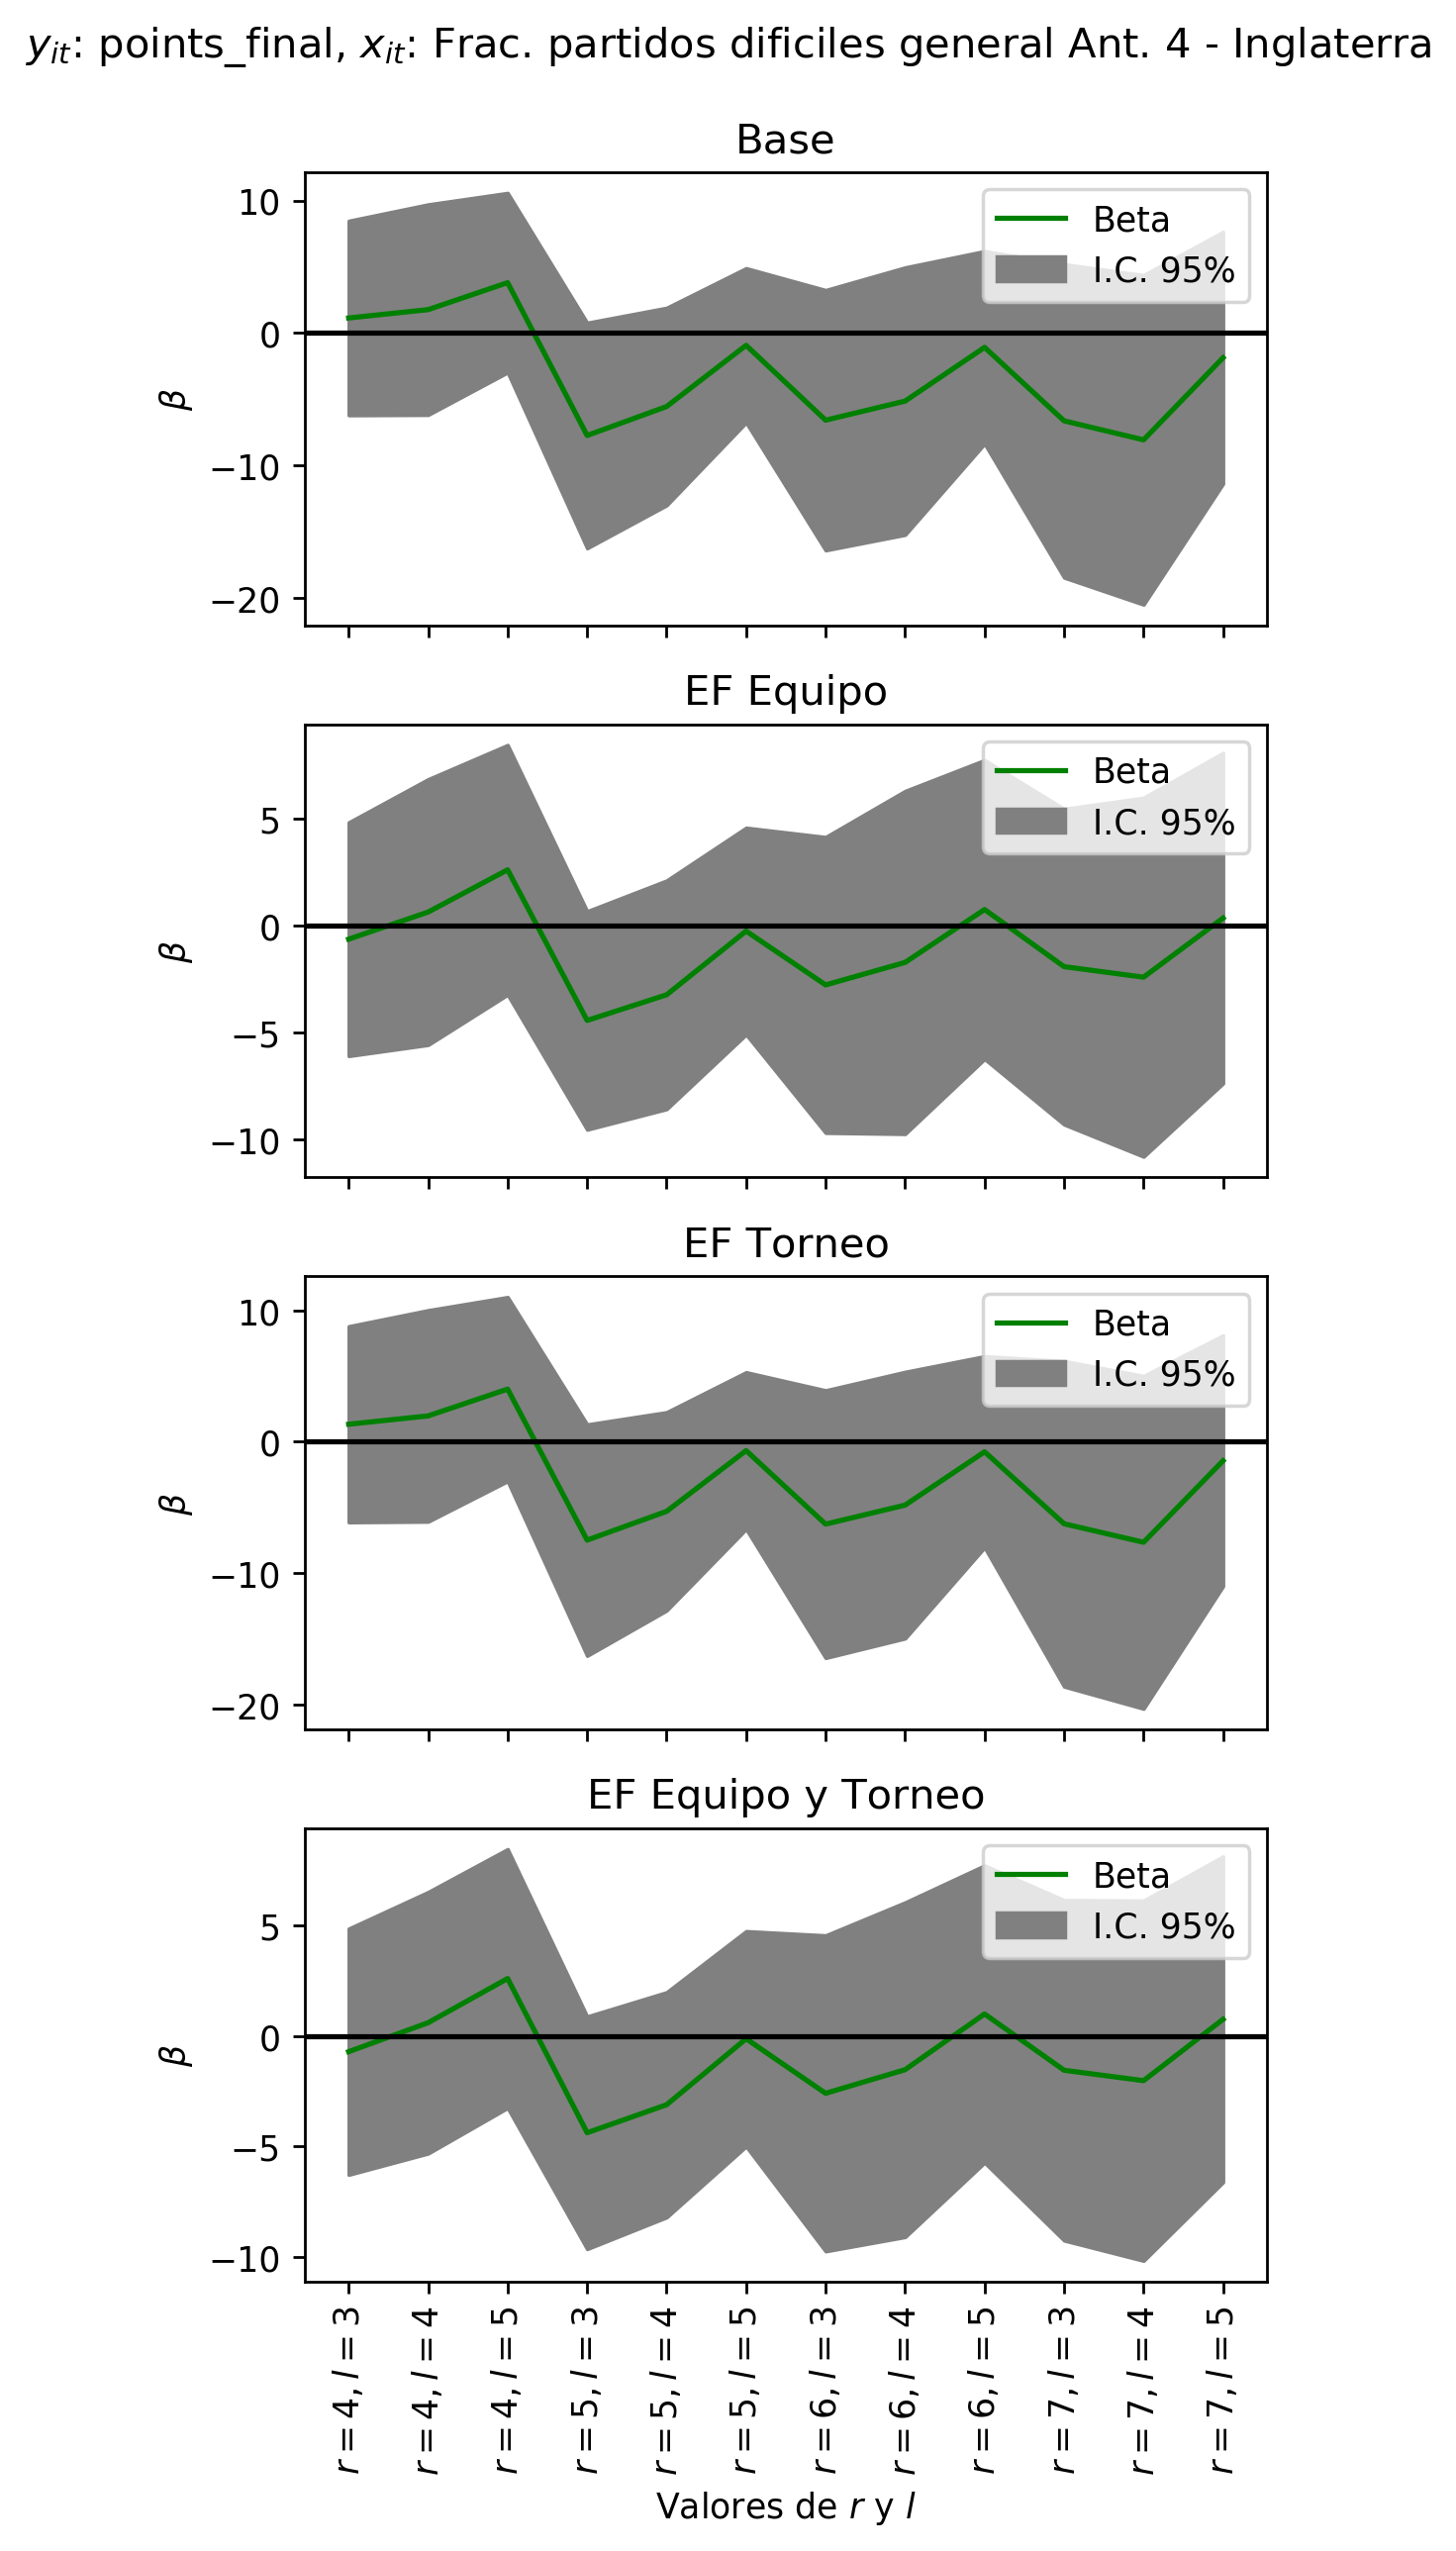 y_it: points_final, x_it: Frac. partidos dificiles general Ant. 4 - Inglaterra
Base
10
0
−10
−20
β
Beta
I.C. 95%
EF Equipo
5
0
−5
−10
β
Beta
I.C. 95%
EF Torneo
10
0
−10
−20
β
Beta
I.C. 95%
EF Equipo y Torneo
5
0
−5
−10
β
Beta
I.C. 95%
r = 4, l = 3
r = 4, l = 4
r = 4, l = 5
r = 5, l = 3
r = 5, l = 4
r = 5, l = 5
r = 6, l = 3
r = 6, l = 4
r = 6, l = 5
r = 7, l = 3
r = 7, l = 4
r = 7, l = 5
Valores de r y l